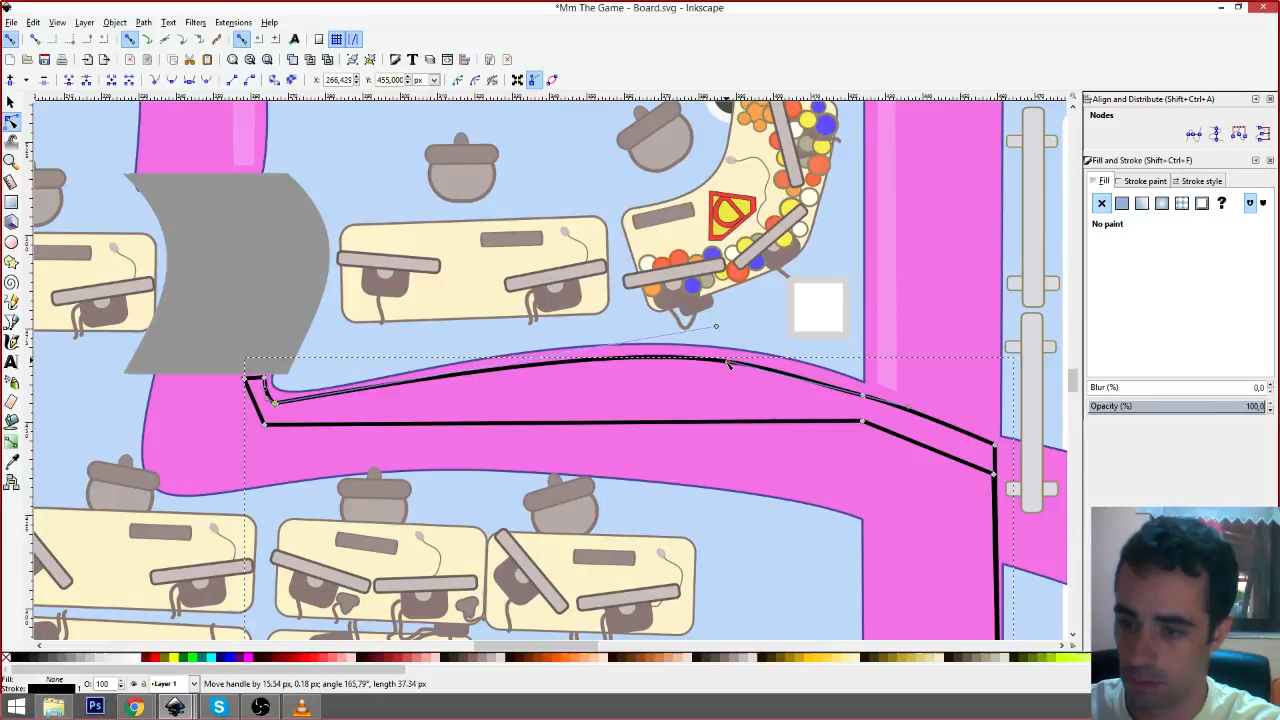 *Mm The Game - Board.svg - Inkscape
File Edit View Layer Object Path Text Filters Extensions Help
X: 266,429 Y: 455,000 px
Align and Distribute (Shift+Ctrl+A)
Nodes
Fill and Stroke (Shift+Ctrl+F)
Fill Stroke paint Stroke style
?
No paint
Blur (%) 0,0
Opacity (%) 100,0
Fill: None
Stroke: 1 O: 100 Layer 1 Move handle by 15.54 px, 0.18 px; angle 165,79°, length 37.34 px
Ps